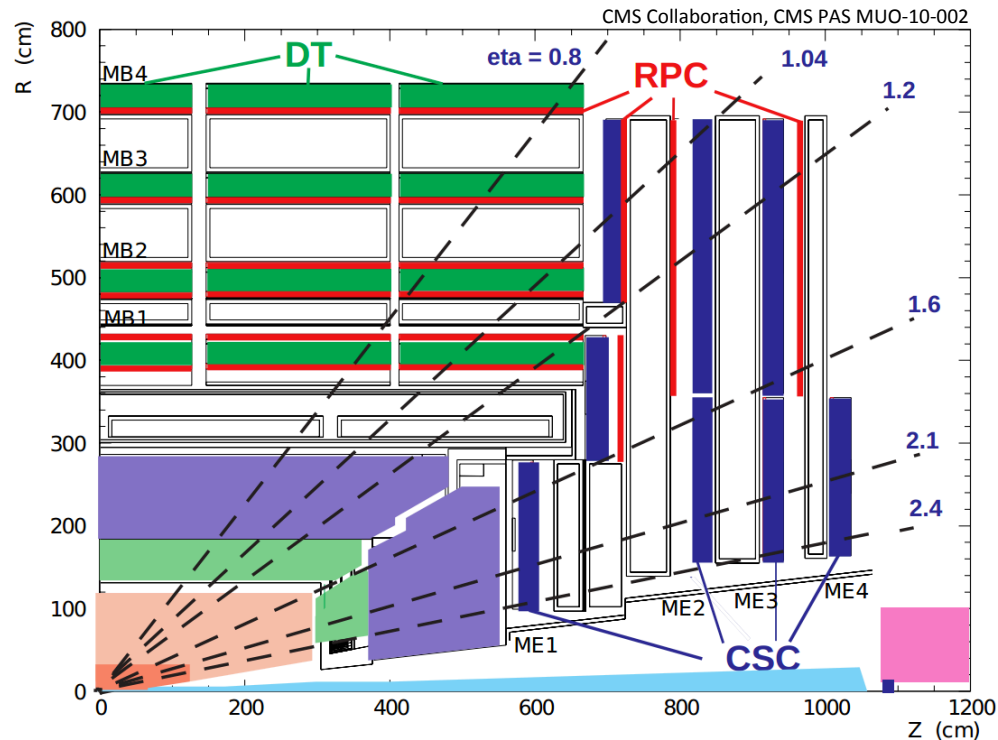 CMS Collaboration, CMS PAS MUO-10-002
R (cm)
800
700
600
500
400
300
200
100
0
MB4
MB3
MB2
MB1
DT
eta = 0.8
RPC
1.04
1.2
1.6
2.1
2.4
ME1
ME2
ME3
ME4
CSC
0
200
400
600
800
1000
1200
Z (cm)